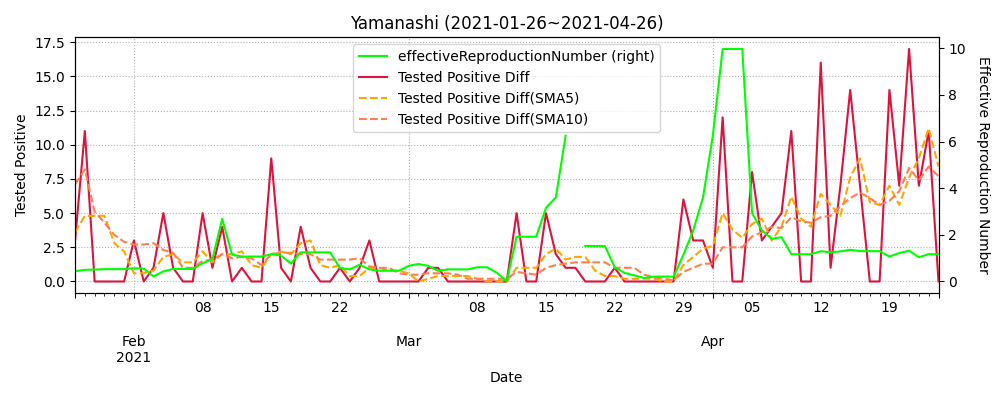 Yamanashi (2021-01-26~2021-04-26)
effectiveReproductionNumber (right)
Tested Positive Diff
Tested Positive Diff(SMA5)
Tested Positive Diff(SMA10)
Tested Positive
17.5
15.0
12.5
10.0
7.5
5.0
2.5
0.0
Effective Reproduction Number
10
8
6
4
2
0
08 15 22 08 15 22 29 05 12 19
Feb Mar Apr
2021
Date